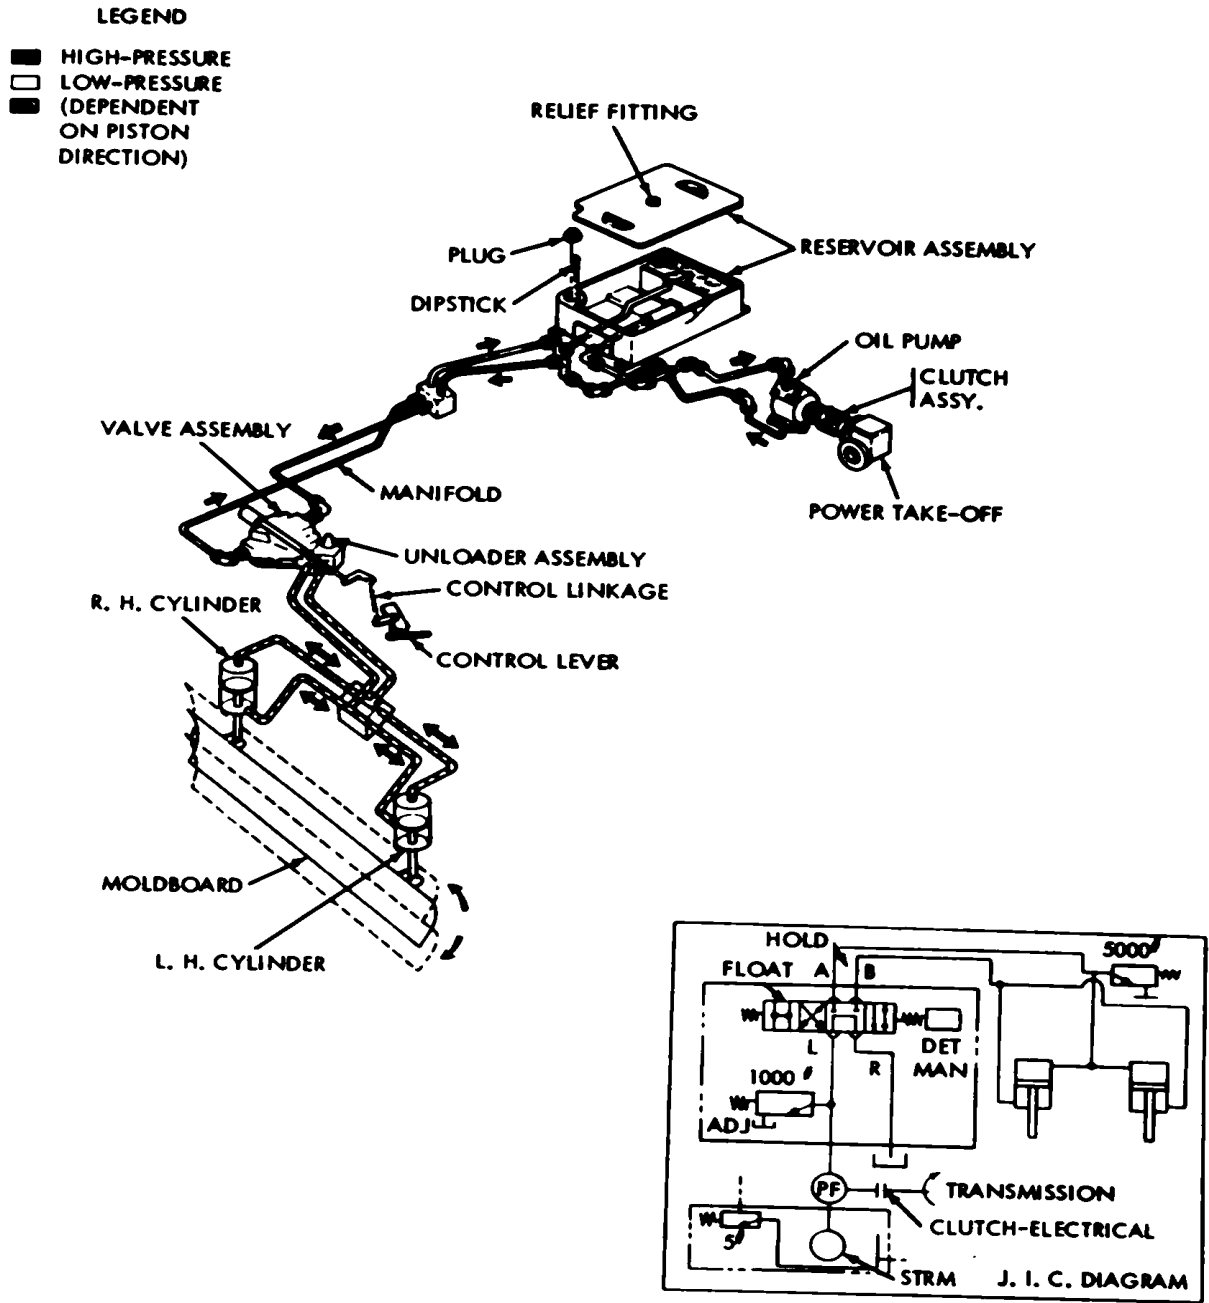 LEGEND
HIGH-PRESSURE
LOW-PRESSURE
(DEPENDENT
ON PISTON
DIRECTION)
RELIEF FITTING
PLUG
RESERVOIR ASSEMBLY
DIPSTICK
OIL PUMP
CLUTCH
ASSY.
VALVE ASSEMBLY
MANIFOLD
POWER TAKE-OFF
UNLOADER ASSEMBLY
CONTROL LINKAGE
R. H. CYLINDER
CONTROL LEVER
MOLDBOARD
L. H. CYLINDER
HOLD
5000#
FLOAT A B
L
R
DET
MAN
1000#
ADJ
PF
TRANSMISSION
CLUTCH-ELECTRICAL
5#
STRM
J. I. C. DIAGRAM